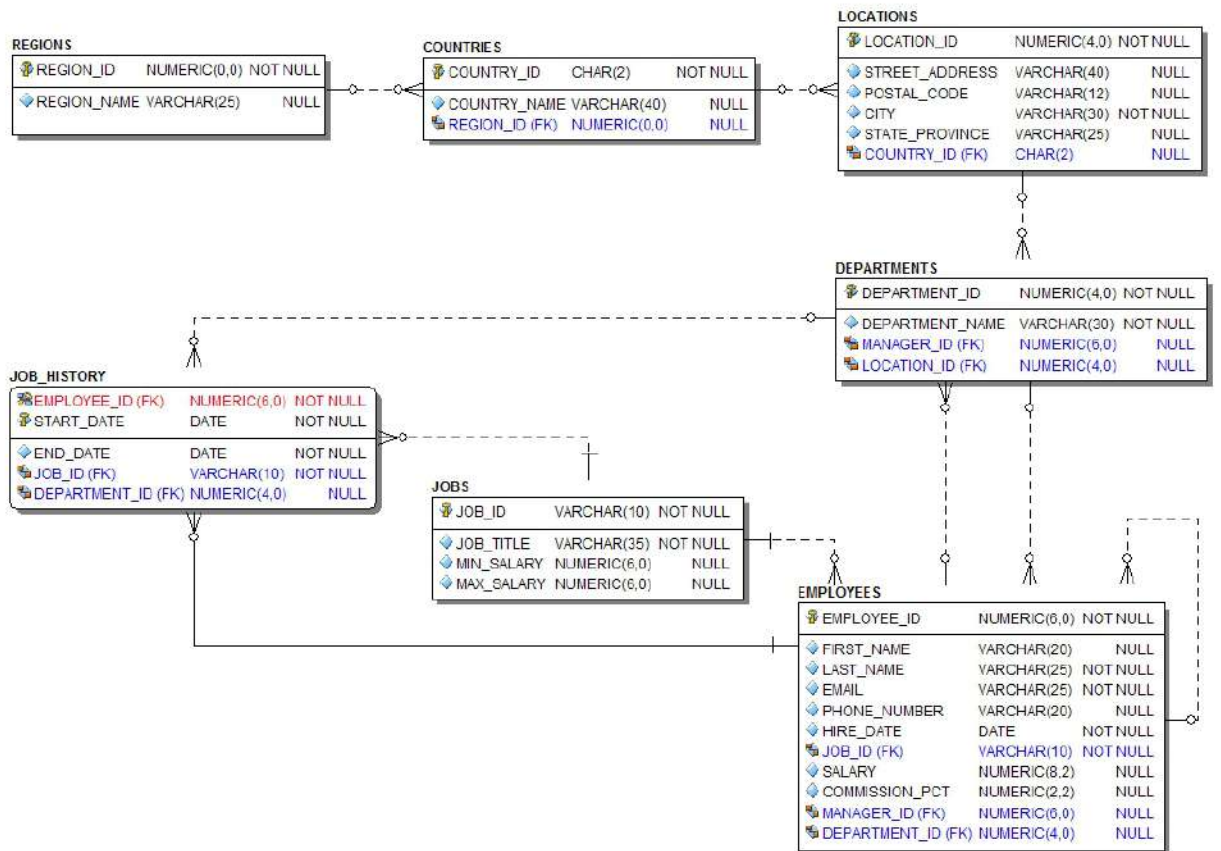 REGIONS
REGION_ID NUMERIC(0,0) NOT NULL
REGION_NAME VARCHAR(25) NULL
COUNTRIES
COUNTRY_ID CHAR(2) NOT NULL
COUNTRY_NAME VARCHAR(40) NULL
REGION_ID (FK) NUMERIC(0,0) NULL
LOCATIONS
LOCATION_ID NUMERIC(4,0) NOT NULL
STREET_ADDRESS VARCHAR(40) NULL
POSTAL_CODE VARCHAR(12) NULL
CITY VARCHAR(30) NOT NULL
STATE_PROVINCE VARCHAR(25) NULL
COUNTRY_ID (FK) CHAR(2) NULL
DEPARTMENTS
DEPARTMENT_ID NUMERIC(4,0) NOT NULL
DEPARTMENT_NAME VARCHAR(30) NOT NULL
MANAGER_ID (FK) NUMERIC(6,0) NULL
LOCATION_ID (FK) NUMERIC(4,0) NULL
JOB_HISTORY
EMPLOYEE_ID (FK) NUMERIC(6,0) NOT NULL
START_DATE DATE NOT NULL
END_DATE DATE NOT NULL
JOB_ID (FK) VARCHAR(10) NOT NULL
DEPARTMENT_ID (FK) NUMERIC(4,0) NULL
JOBS
JOB_ID VARCHAR(10) NOT NULL
JOB_TITLE VARCHAR(35) NOT NULL
MIN_SALARY NUMERIC(6,0) NULL
MAX_SALARY NUMERIC(6,0) NULL
EMPLOYEES
EMPLOYEE_ID NUMERIC(6,0) NOT NULL
FIRST_NAME VARCHAR(20) NULL
LAST_NAME VARCHAR(25) NOT NULL
EMAIL VARCHAR(25) NOT NULL
PHONE_NUMBER VARCHAR(20) NULL
HIRE_DATE DATE NOT NULL
JOB_ID (FK) VARCHAR(10) NOT NULL
SALARY NUMERIC(8,2) NULL
COMMISSION_PCT NUMERIC(2,2) NULL
MANAGER_ID (FK) NUMERIC(6,0) NULL
DEPARTMENT_ID (FK) NUMERIC(4,0) NULL